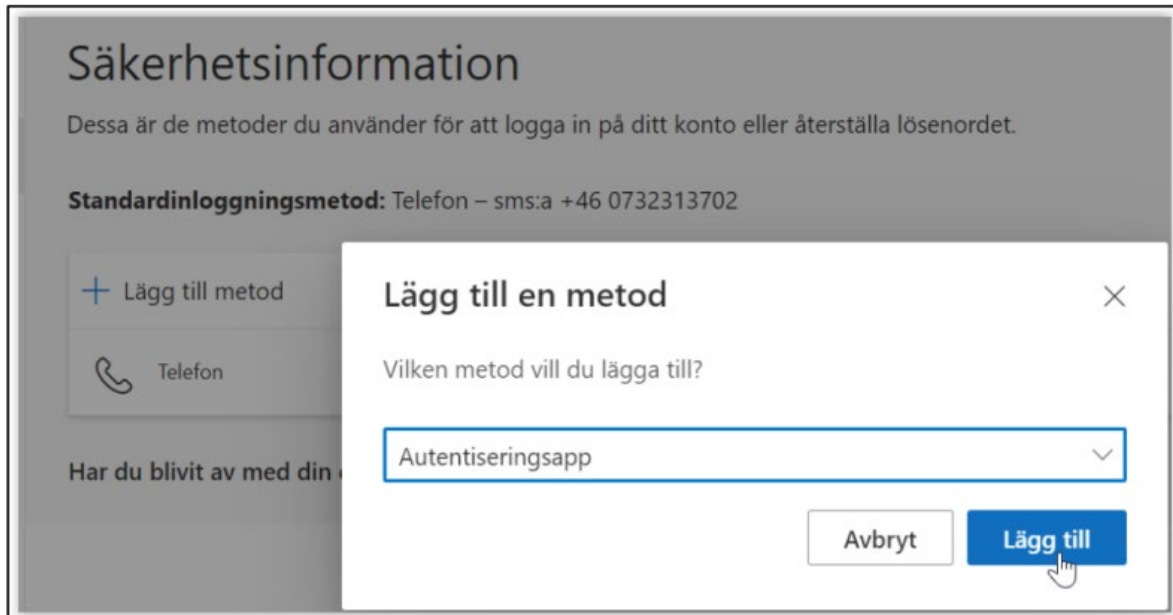 Säkerhetsinformation
Dessa är de metoder du använder för att logga in på ditt konto eller återställa lösenordet.
Standardinloggningsmetod: Telefon – sms:a +46 0732313702
Lägg till metod
Telefon
Har du blivit av med din
Lägg till en metod
Vilken metod vill du lägga till?
Autentiseringsapp
Avbryt
Lägg till